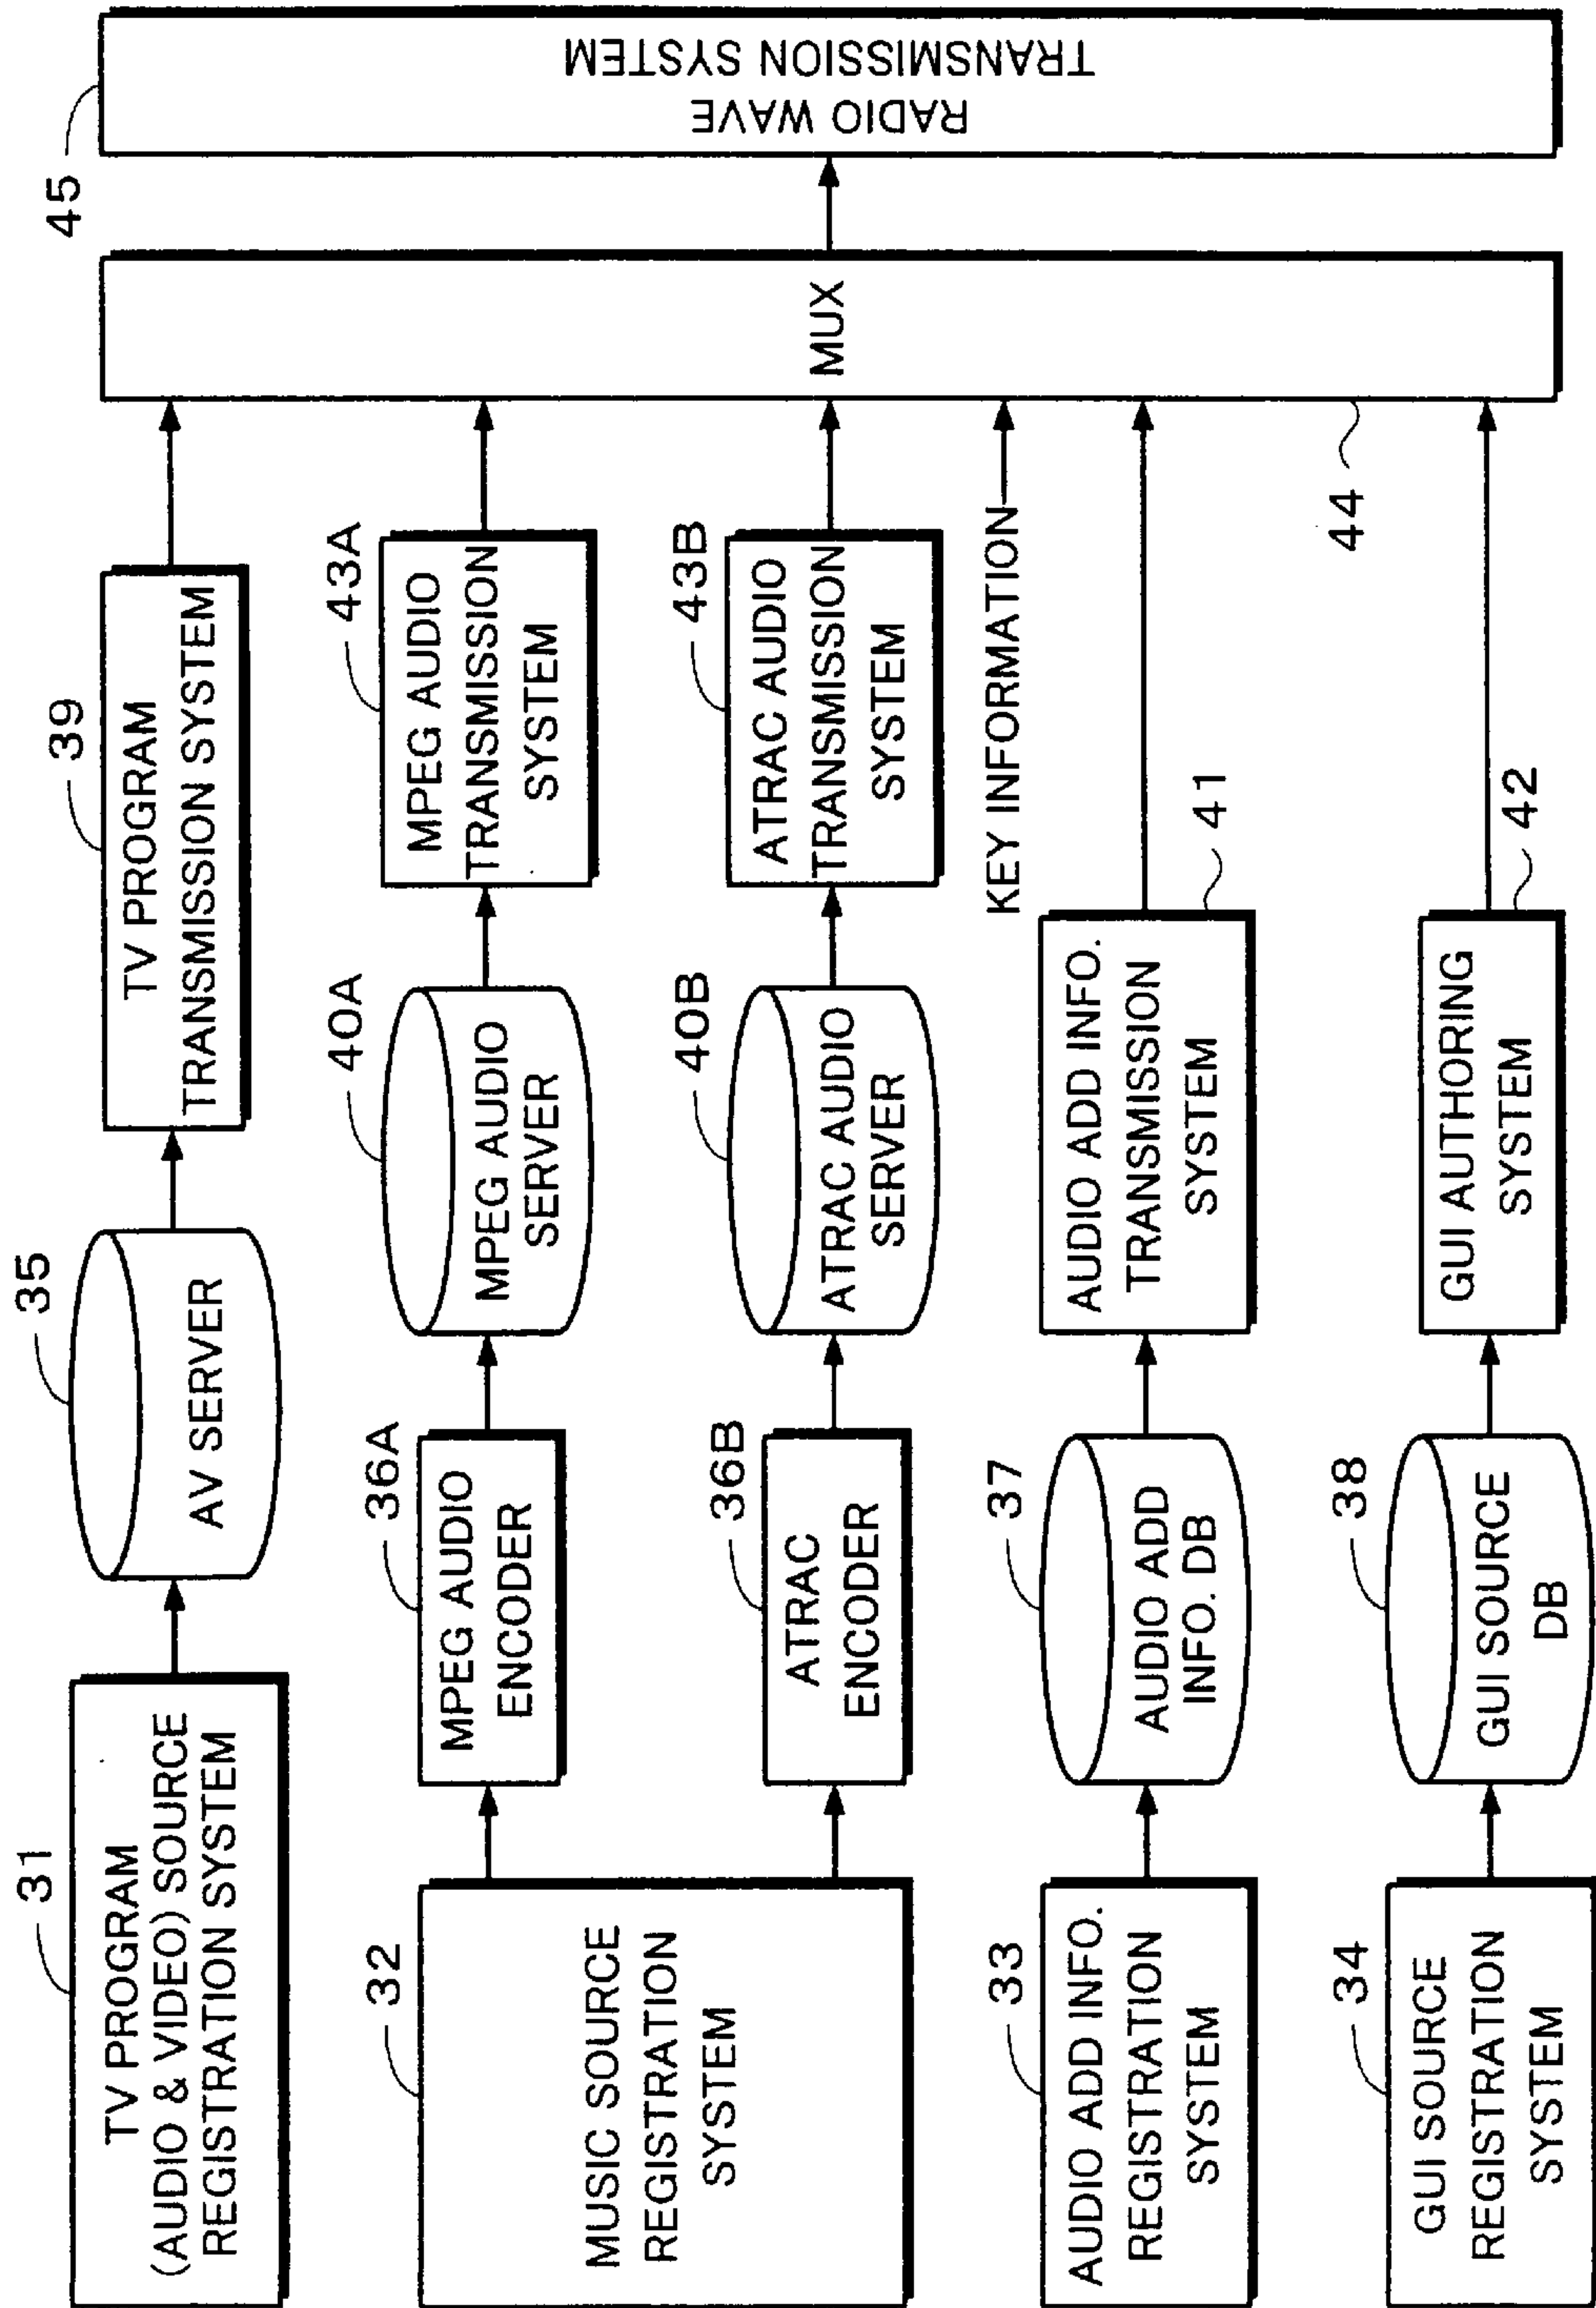 31
TV PROGRAM
(AUDIO & VIDEO) SOURCE
REGISTRATION SYSTEM
35
AV SERVER
39
TV PROGRAM
TRANSMISSION SYSTEM
32
MUSIC SOURCE
REGISTRATION
SYSTEM
36A
MPEG AUDIO
ENCODER
40A
MPEG AUDIO
SERVER
43A
MPEG AUDIO
TRANSMISSION
SYSTEM
36B
ATRAC
ENCODER
40B
ATRAC AUDIO
SERVER
43B
ATRAC AUDIO
TRANSMISSION
SYSTEM
KEY INFORMATION
33
AUDIO ADD INFO.
REGISTRATION
SYSTEM
37
AUDIO ADD
INFO. DB
AUDIO ADD INFO.
TRANSMISSION
SYSTEM
41
34
GUI SOURCE
REGISTRATION
SYSTEM
38
GUI SOURCE
DB
GUI AUTHORING
SYSTEM
42
MUX
44
45
RADIO WAVE
TRANSMISSION SYSTEM